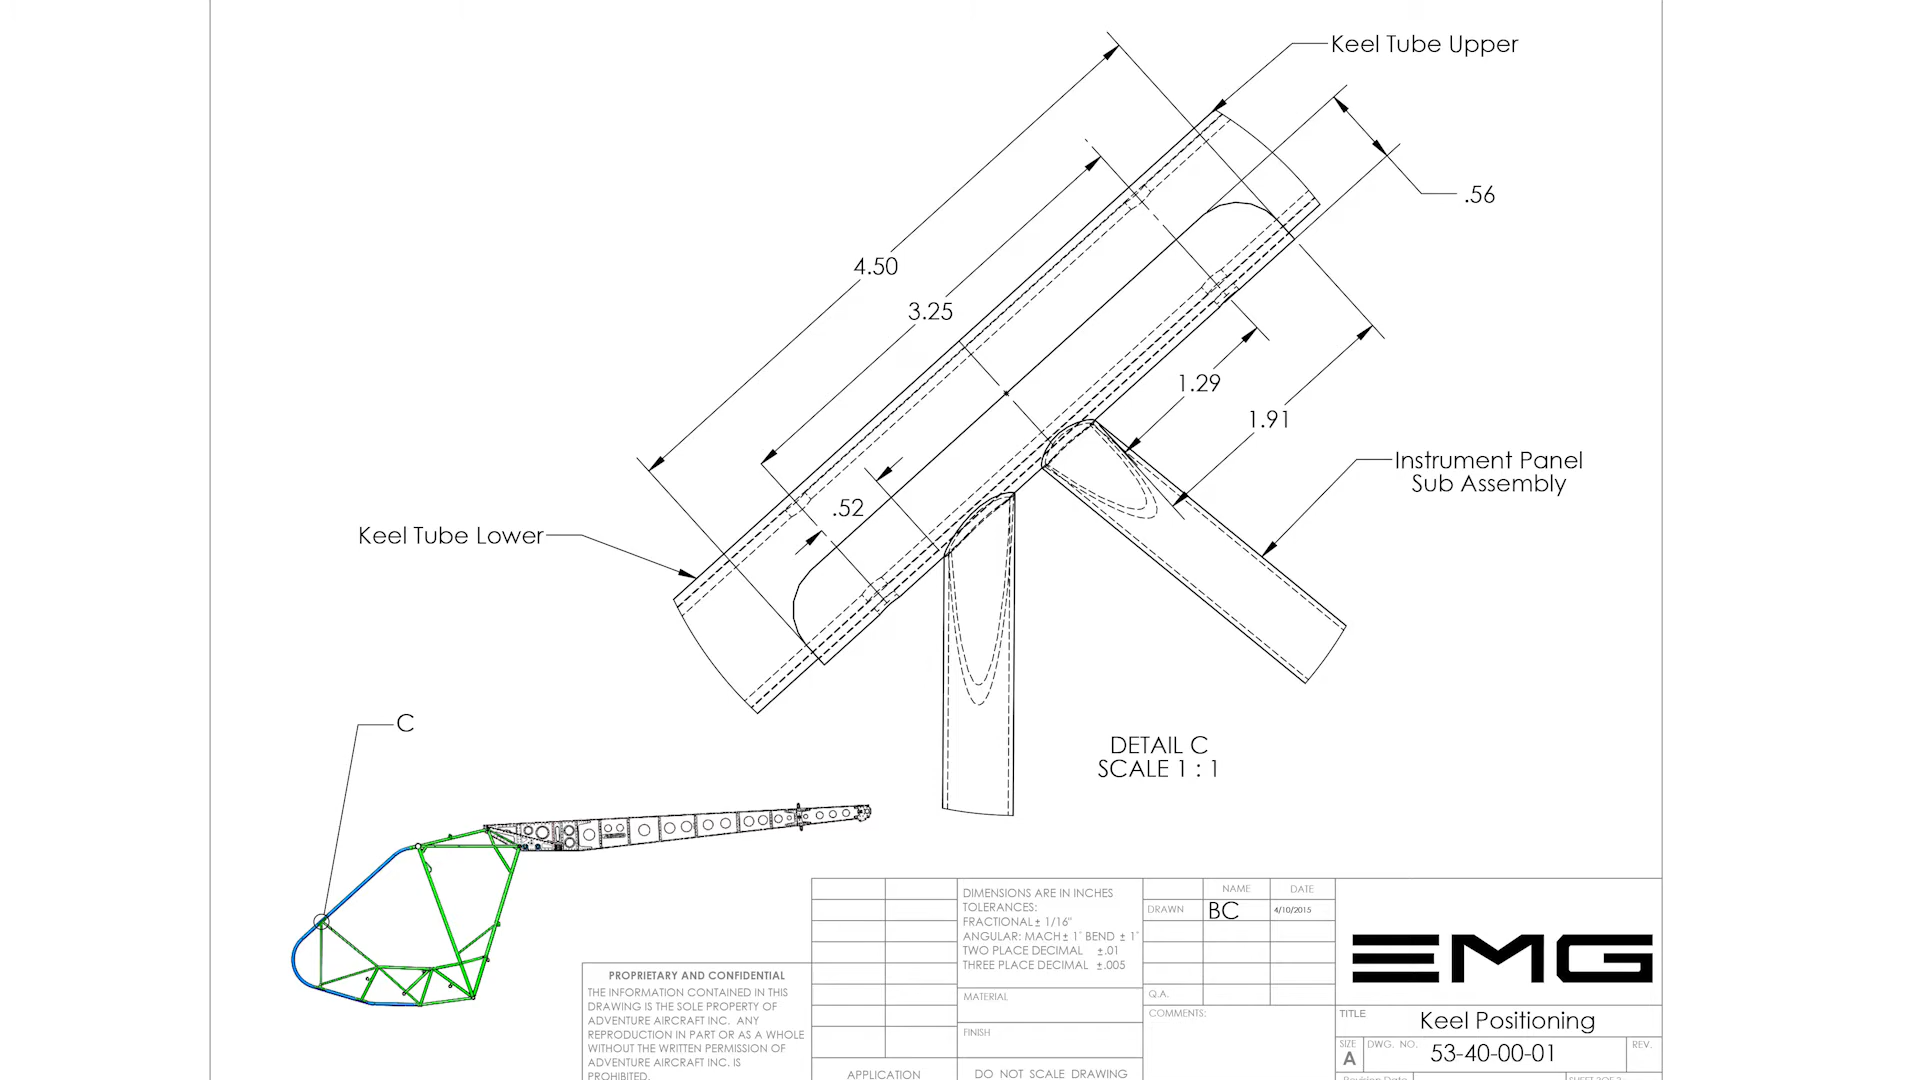 Keel Tube Upper
.56
4.50
3.25
1.29
1.91
Instrument Panel
Sub Assembly
.52
Keel Tube Lower
C
DETAIL C
SCALE 1 : 1
PROPRIETARY AND CONFIDENTIAL
THE INFORMATION CONTAINED IN THIS
DRAWING IS THE SOLE PROPERTY OF
ADVENTURE AIRCRAFT INC. ANY
REPRODUCTION IN PART OR AS A WHOLE
WITHOUT THE WRITTEN PERMISSION OF
ADVENTURE AIRCRAFT INC. IS
PROHIBITED.
APPLICATION
DIMENSIONS ARE IN INCHES
TOLERANCES:
FRACTIONAL ± 1/16"
ANGULAR: MACH ± 1° BEND ± 1°
TWO PLACE DECIMAL ±.01
THREE PLACE DECIMAL ±.005
MATERIAL
FINISH
DO NOT SCALE DRAWING
NAME DATE
DRAWN BC 4/10/2015
Q.A.
COMMENTS:
EMG
TITLE
Keel Positioning
SIZE DWG. NO. REV.
A 53-40-00-01
Revision Date